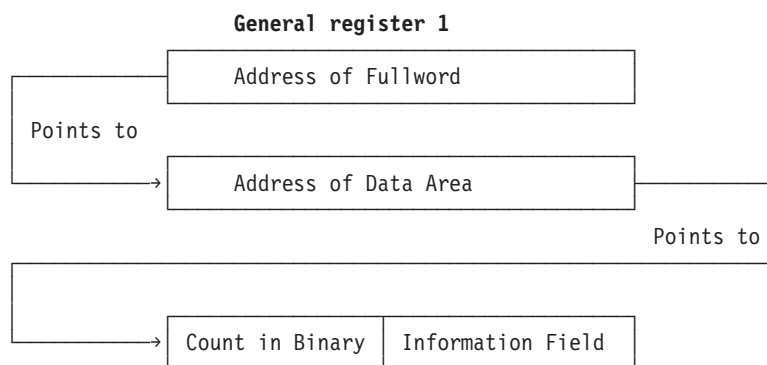 General register 1
Address of Fullword
Points to
Address of Data Area
Points to
Count in Binary Information Field